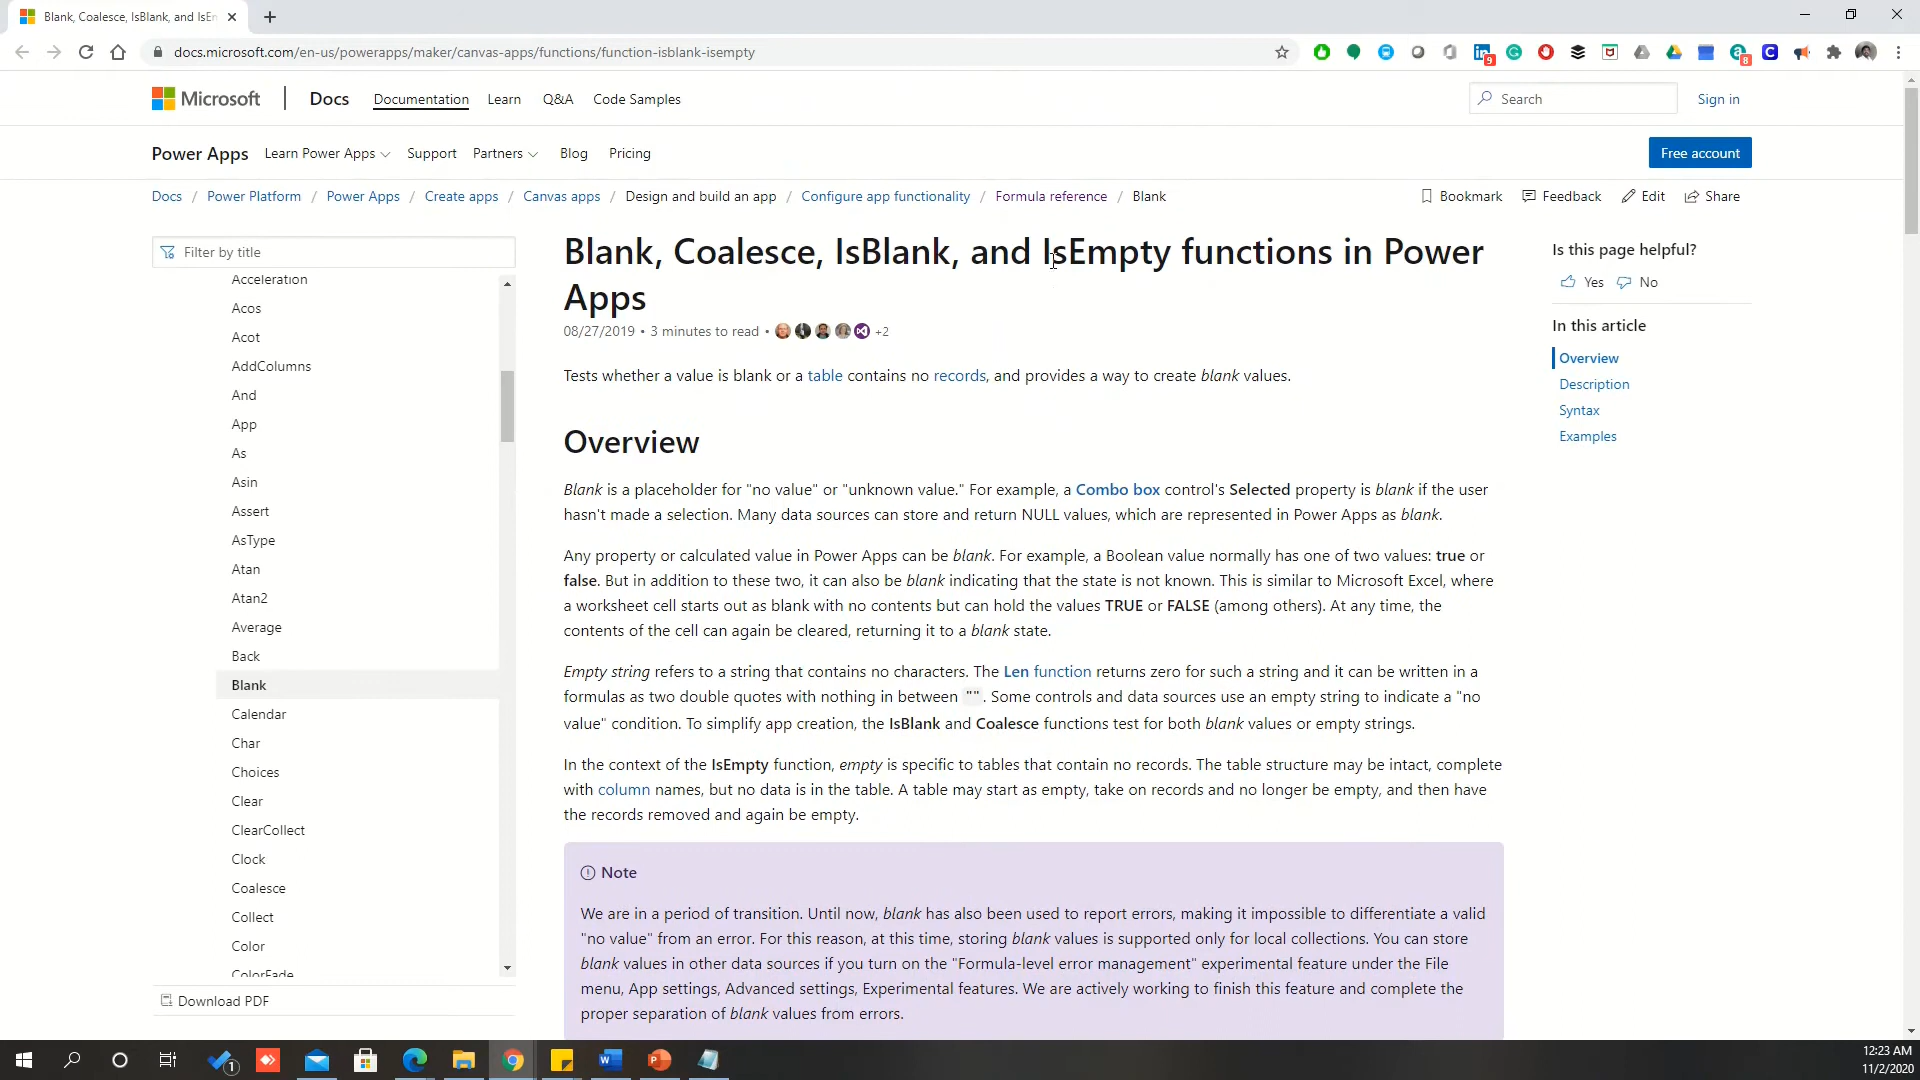 Blank, Coalesce, IsBlank, and IsEm
docs.microsoft.com/en-us/powerapps/maker/canvas-apps/functions/function-isblank-isempty
9
8
Microsoft
Docs Documentation Learn Q&A Code Samples
Search
Sign in
Power Apps Learn Power Apps Support Partners Blog Pricing
Free account
Docs / Power Platform / Power Apps / Create apps / Canvas apps / Design and build an app / Configure app functionality / Formula reference / Blank
Bookmark Feedback Edit Share
Filter by title
Acceleration
Acos
Acot
AddColumns
And
App
As
Asin
Assert
AsType
Atan
Atan2
Average
Back
Blank
Calendar
Char
Choices
Clear
ClearCollect
Clock
Coalesce
Collect
Color
ColorFade
Download PDF
Blank, Coalesce, IsBlank, and IsEmpty functions in Power
Apps
08/27/2019 • 3 minutes to read • +2
Tests whether a value is blank or a table contains no records, and provides a way to create blank values.
Overview
Blank is a placeholder for "no value" or "unknown value." For example, a Combo box control's Selected property is blank if the user
hasn't made a selection. Many data sources can store and return NULL values, which are represented in Power Apps as blank.
Any property or calculated value in Power Apps can be blank. For example, a Boolean value normally has one of two values: true or
false. But in addition to these two, it can also be blank indicating that the state is not known. This is similar to Microsoft Excel, where
a worksheet cell starts out as blank with no contents but can hold the values TRUE or FALSE (among others). At any time, the
contents of the cell can again be cleared, returning it to a blank state.
Empty string refers to a string that contains no characters. The Len function returns zero for such a string and it can be written in a
formulas as two double quotes with nothing in between "". Some controls and data sources use an empty string to indicate a "no
value" condition. To simplify app creation, the IsBlank and Coalesce functions test for both blank values or empty strings.
In the context of the IsEmpty function, empty is specific to tables that contain no records. The table structure may be intact, complete
with column names, but no data is in the table. A table may start as empty, take on records and no longer be empty, and then have
the records removed and again be empty.
Note
We are in a period of transition. Until now, blank has also been used to report errors, making it impossible to differentiate a valid
"no value" from an error. For this reason, at this time, storing blank values is supported only for local collections. You can store
blank values in other data sources if you turn on the "Formula-level error management" experimental feature under the File
menu, App settings, Advanced settings, Experimental features. We are actively working to finish this feature and complete the
proper separation of blank values from errors.
Is this page helpful?
Yes No
In this article
Overview
Description
Syntax
Examples
1
12:23 AM
11/2/2020